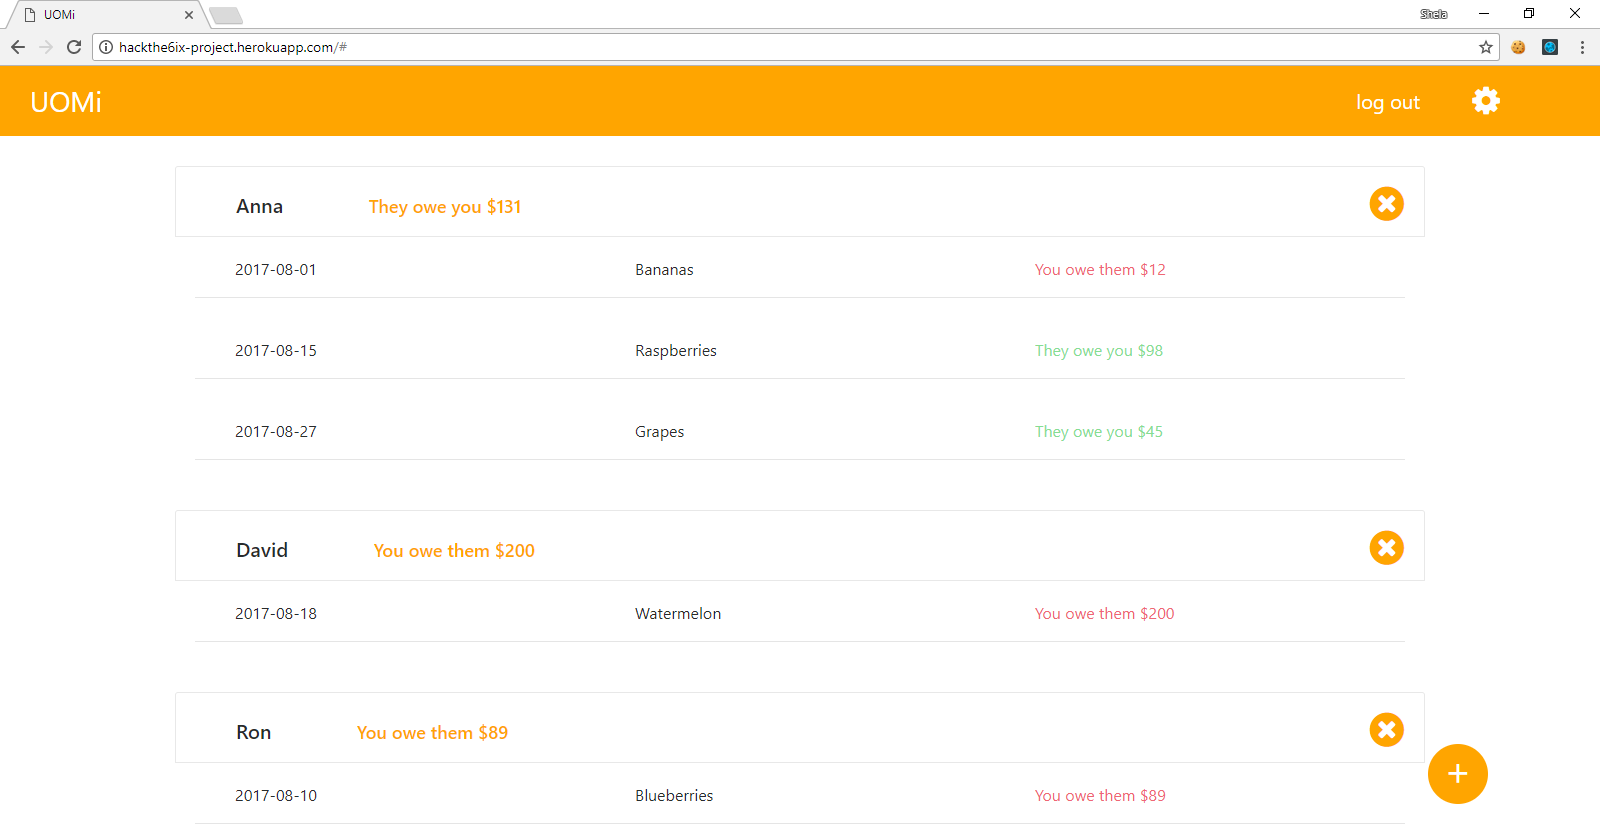 UOMi
Shela
hackthe6ix-project.herokuapp.com/#
UOMi log out
Anna They owe you $131
2017-08-01 Bananas You owe them $12
2017-08-15 Raspberries They owe you $98
2017-08-27 Grapes They owe you $45
David You owe them $200
2017-08-18 Watermelon You owe them $200
Ron You owe them $89
2017-08-10 Blueberries You owe them $89